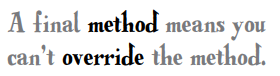 A final method means you
can't override the method.